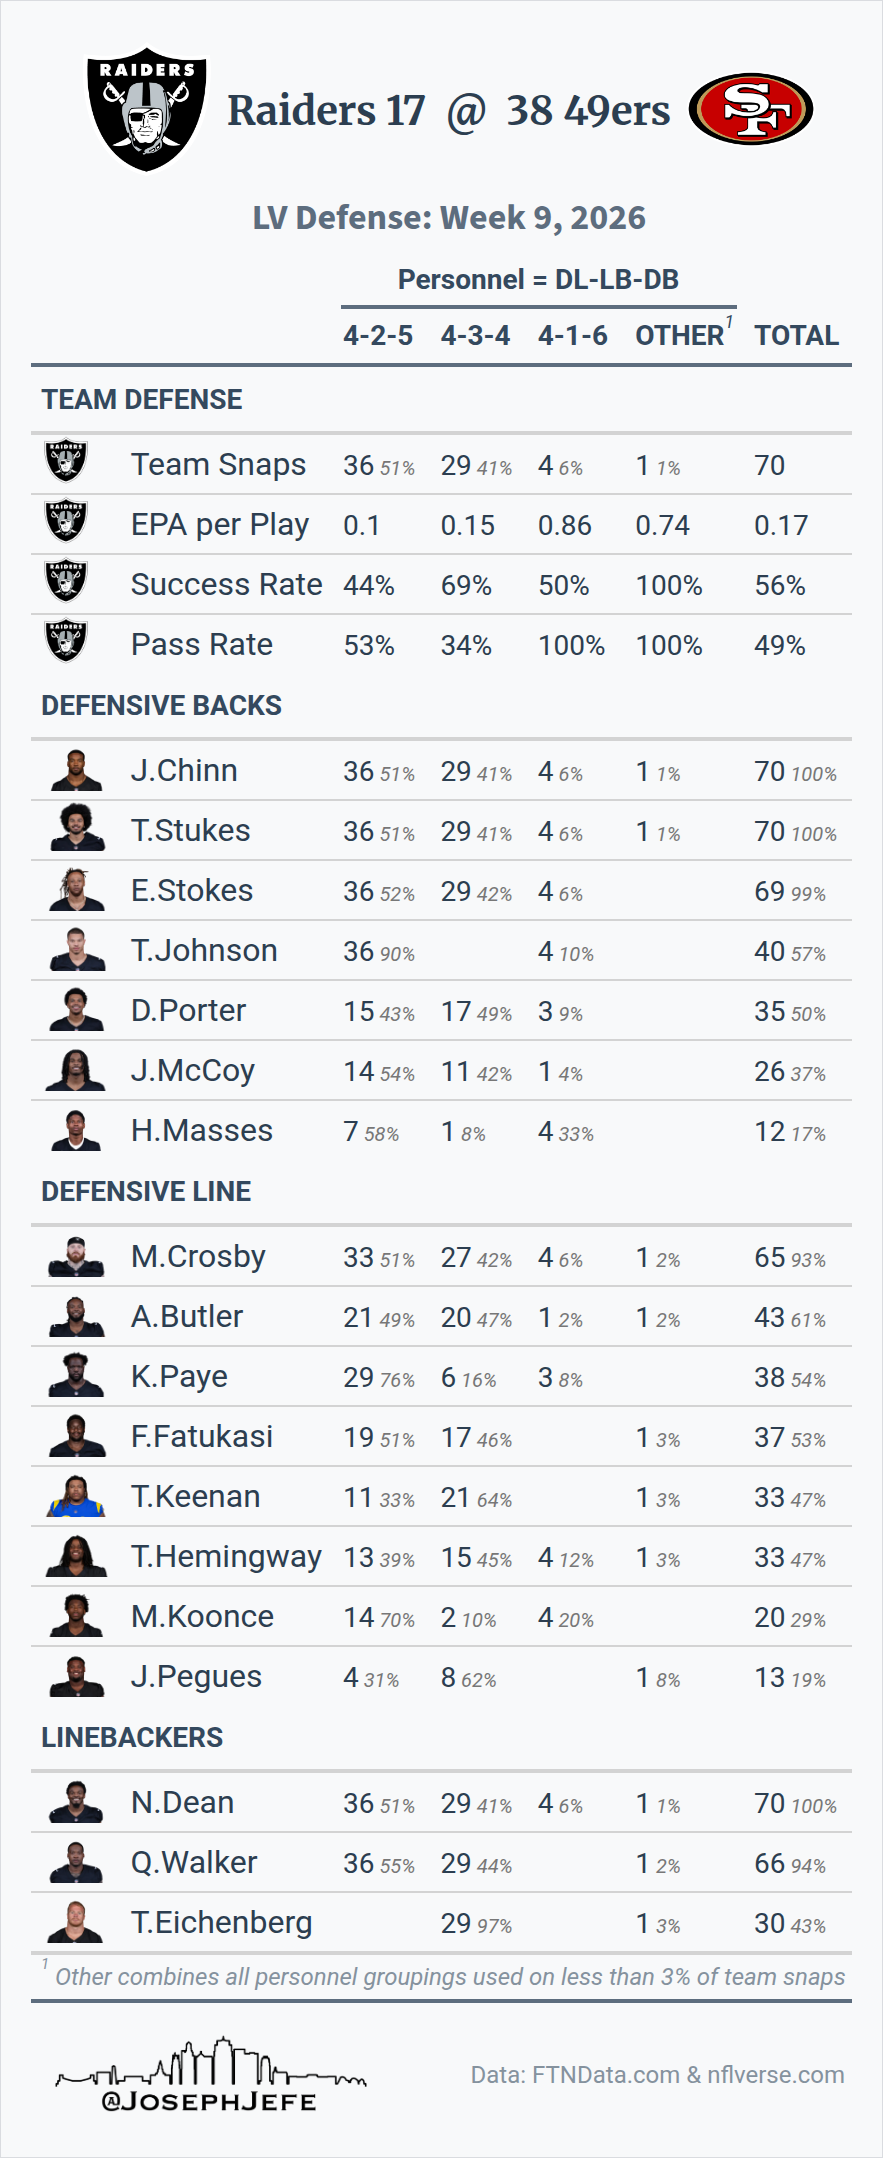 RAIDERS
Raiders 17 @ 38 49ers
SF
LV Defense: Week 9, 2026
Personnel = DL-LB-DB
4-2-5 4-3-4 4-1-6 OTHER1 TOTAL
TEAM DEFENSE
RAIDERS Team Snaps 36 51% 29 41% 4 6% 1 1% 70
RAIDERS EPA per Play 0.1 0.15 0.86 0.74 0.17
RAIDERS Success Rate 44% 69% 50% 100% 56%
RAIDERS Pass Rate 53% 34% 100% 100% 49%
DEFENSIVE BACKS
J.Chinn 36 51% 29 41% 4 6% 1 1% 70 100%
T.Stukes 36 51% 29 41% 4 6% 1 1% 70 100%
E.Stokes 36 52% 29 42% 4 6% 69 99%
T.Johnson 36 90% 4 10% 40 57%
D.Porter 15 43% 17 49% 3 9% 35 50%
J.McCoy 14 54% 11 42% 1 4% 26 37%
H.Masses 7 58% 1 8% 4 33% 12 17%
DEFENSIVE LINE
M.Crosby 33 51% 27 42% 4 6% 1 2% 65 93%
A.Butler 21 49% 20 47% 1 2% 1 2% 43 61%
K.Paye 29 76% 6 16% 3 8% 38 54%
F.Fatukasi 19 51% 17 46% 1 3% 37 53%
T.Keenan 11 33% 21 64% 1 3% 33 47%
T.Hemingway 13 39% 15 45% 4 12% 1 3% 33 47%
M.Koonce 14 70% 2 10% 4 20% 20 29%
J.Pegues 4 31% 8 62% 1 8% 13 19%
LINEBACKERS
N.Dean 36 51% 29 41% 4 6% 1 1% 70 100%
Q.Walker 36 55% 29 44% 1 2% 66 94%
T.Eichenberg 29 97% 1 3% 30 43%
1 Other combines all personnel groupings used on less than 3% of team snaps
@JosephJefe
Data: FTNData.com & nflverse.com